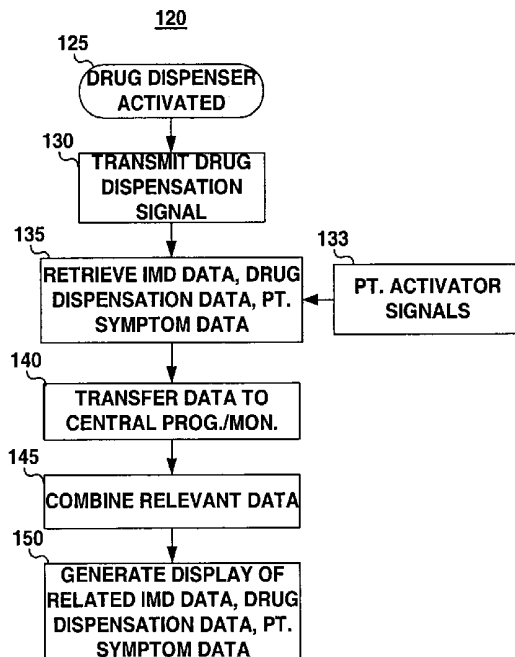 120
125
DRUG DISPENSER
ACTIVATED
130
TRANSMIT DRUG
DISPENSATION
SIGNAL
135
RETRIEVE IMD DATA, DRUG
DISPENSATION DATA, PT.
SYMPTOM DATA
133
PT. ACTIVATOR
SIGNALS
140
TRANSFER DATA TO
CENTRAL PROG./MON.
145
COMBINE RELEVANT DATA
150
GENERATE DISPLAY OF
RELATED IMD DATA, DRUG
DISPENSATION DATA, PT.
SYMPTOM DATA